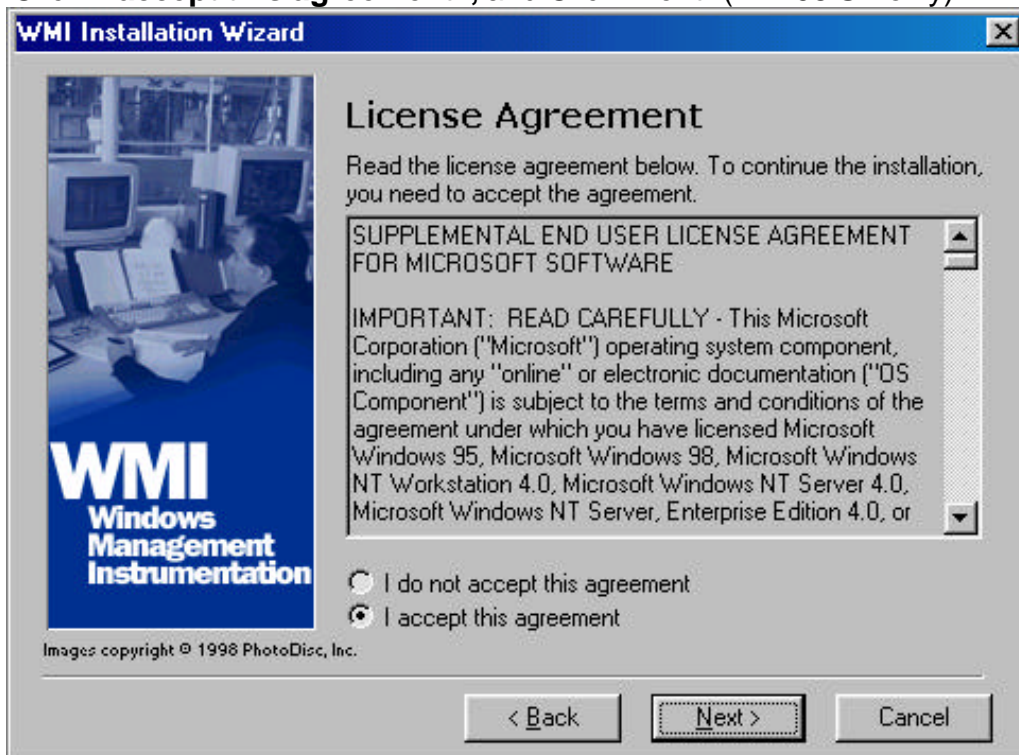 WMI Installation Wizard
License Agreement
Read the license agreement below. To continue the installation,
you need to accept the agreement.
SUPPLEMENTAL END USER LICENSE AGREEMENT
FOR MICROSOFT SOFTWARE
IMPORTANT: READ CAREFULLY - This Microsoft
Corporation ("Microsoft") operating system component,
including any "online" or electronic documentation ("OS
Component") is subject to the terms and conditions of the
agreement under which you have licensed Microsoft
Windows 95, Microsoft Windows 98, Microsoft Windows
NT Workstation 4.0, Microsoft Windows NT Server 4.0,
Microsoft Windows NT Server, Enterprise Edition 4.0, or
WMI
Windows
Management
Instrumentation
I do not accept this agreement
I accept this agreement
Images copyright © 1998 PhotoDisc, Inc.
< Back
Next >
Cancel